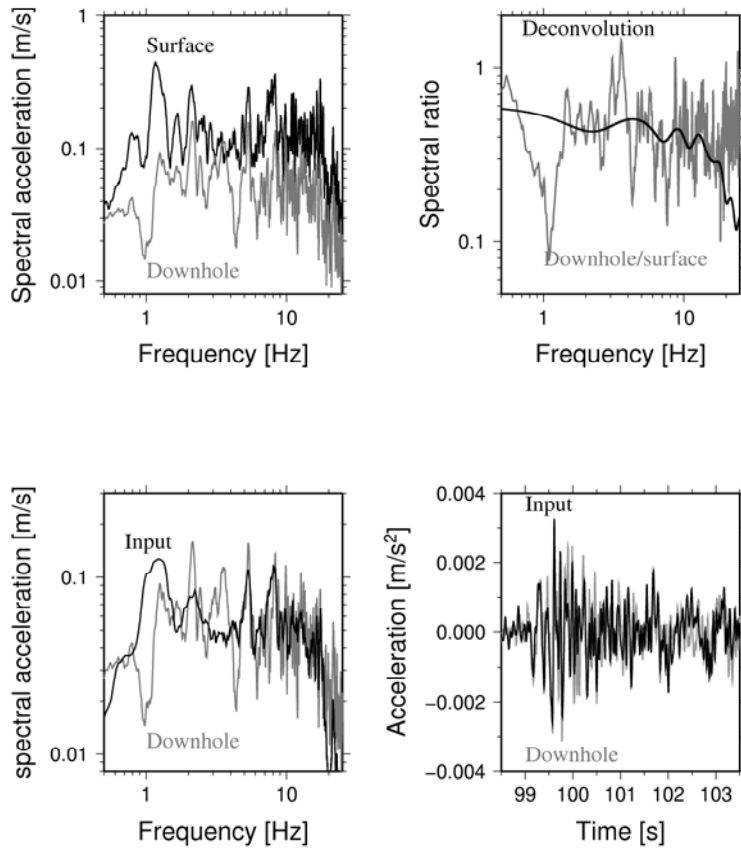 Spectral acceleration [m/s]
1
0.1
0.01
Surface
Downhole
1
10
Frequency [Hz]
Spectral ratio
1
0.1
Deconvolution
Downhole/surface
1
10
Frequency [Hz]
spectral acceleration [m/s]
0.1
0.01
Input
Downhole
1
10
Frequency [Hz]
Acceleration [m/s²]
0.004
0.002
0.000
−0.002
−0.004
Input
Downhole
99
100
101
102
103
Time [s]